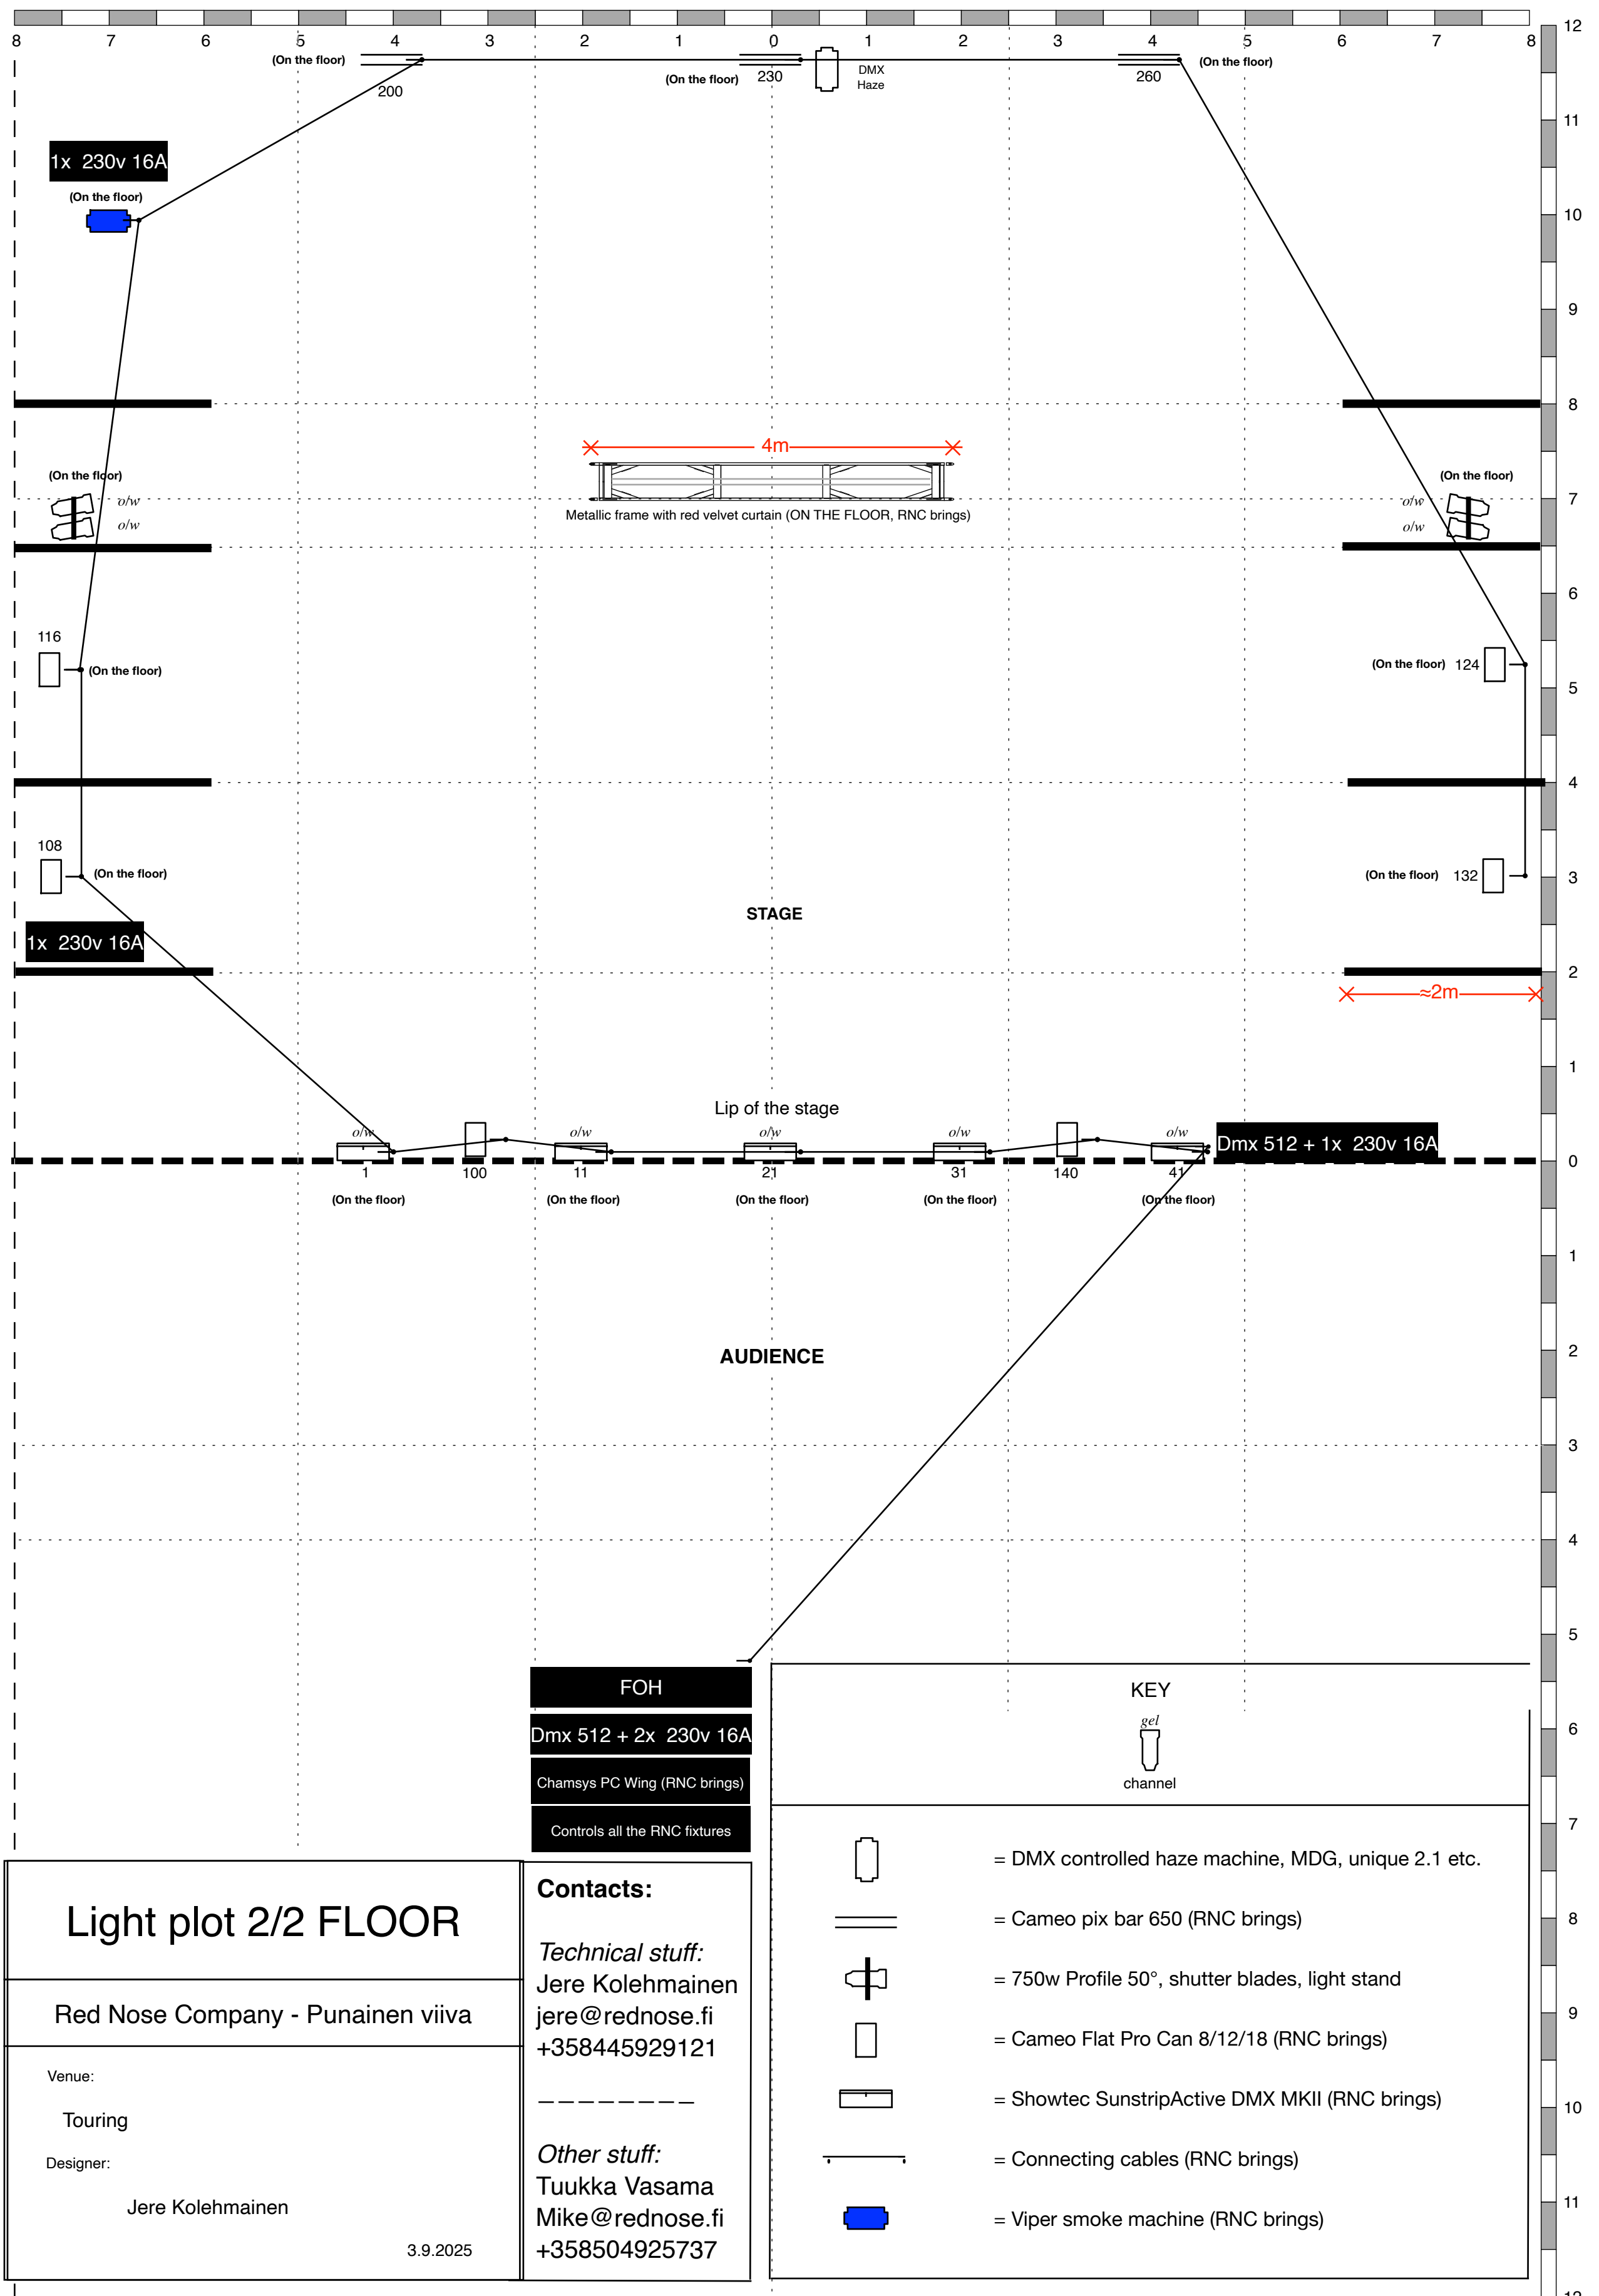 8 7 6 5 4 3 2 1 0 1 2 3 4 5 6 7 8
12
(On the floor)
200
(On the floor)
230
DMX
Haze
260
(On the floor)
11
1x 230v 16A
(On the floor)
10
9
8
4m
(On the floor)
o/w
o/w
Metallic frame with red velvet curtain (ON THE FLOOR, RNC brings)
(On the floor)
o/w
o/w
7
6
116
(On the floor)
(On the floor) 124
5
4
108
(On the floor)
(On the floor) 132
3
STAGE
1x 230v 16A
2
≈2m
1
Lip of the stage
o/w
o/w
o/w
o/w
o/w
Dmx 512 + 1x 230v 16A
0
1 100 11 21 31 140 41
(On the floor) (On the floor) (On the floor) (On the floor) (On the floor)
1
AUDIENCE
2
3
4
5
FOH
Dmx 512 + 2x 230v 16A
Chamsys PC Wing (RNC brings)
Controls all the RNC fixtures
KEY
gel
channel
6
7
= DMX controlled haze machine, MDG, unique 2.1 etc.
= Cameo pix bar 650 (RNC brings)
8
= 750w Profile 50°, shutter blades, light stand
= Cameo Flat Pro Can 8/12/18 (RNC brings)
9
= Showtec SunstripActive DMX MKII (RNC brings)
10
= Connecting cables (RNC brings)
= Viper smoke machine (RNC brings)
11
12
Light plot 2/2 FLOOR
Red Nose Company - Punainen viiva
Venue:
Touring
Designer:
Jere Kolehmainen
3.9.2025
Contacts:
Technical stuff:
Jere Kolehmainen
jere@rednose.fi
+358445929121
Other stuff:
Tuukka Vasama
Mike@rednose.fi
+358504925737